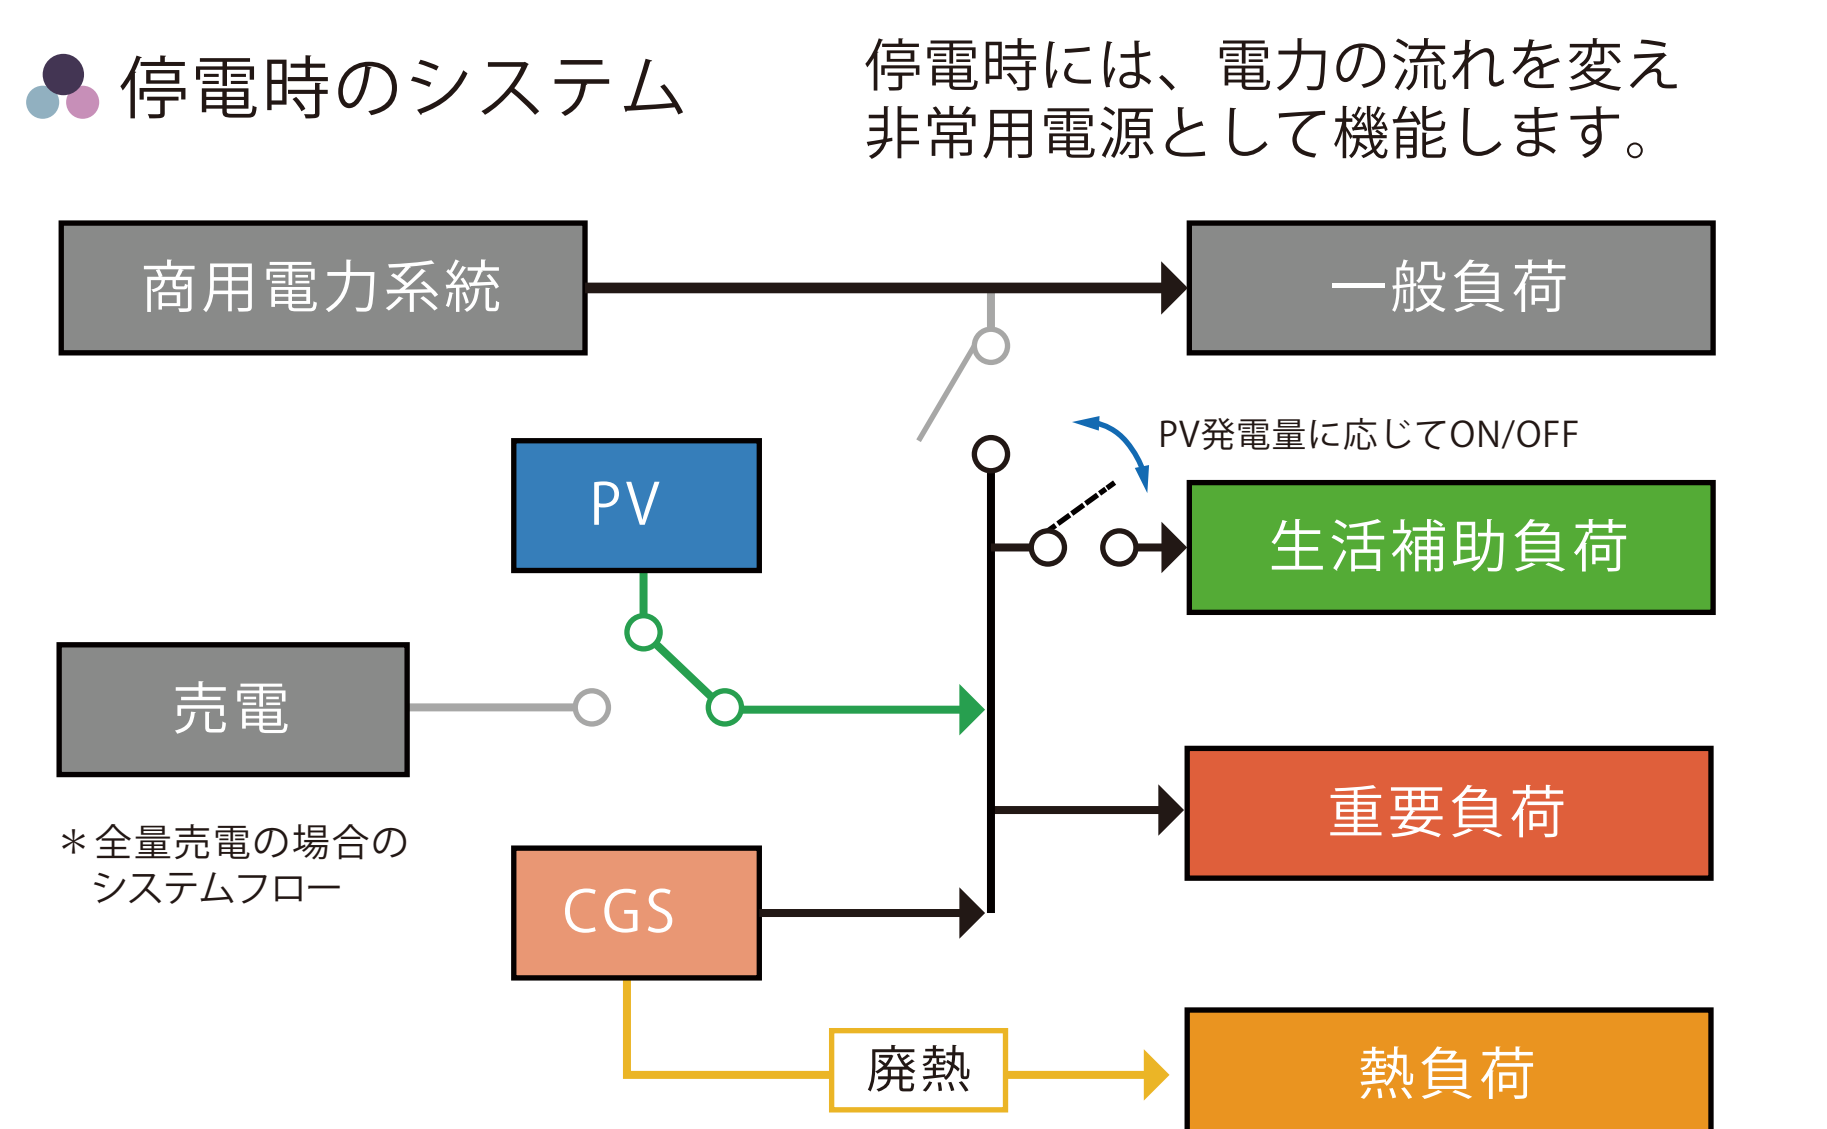 停電時のシステム
停電時には、電力の流れを変え
非常用電源として機能します。
商用電力系統
一般負荷
PV発電量に応じてON/OFF
PV
生活補助負荷
売電
重要負荷
＊全量売電の場合の
システムフロー
CGS
廃熱
熱負荷